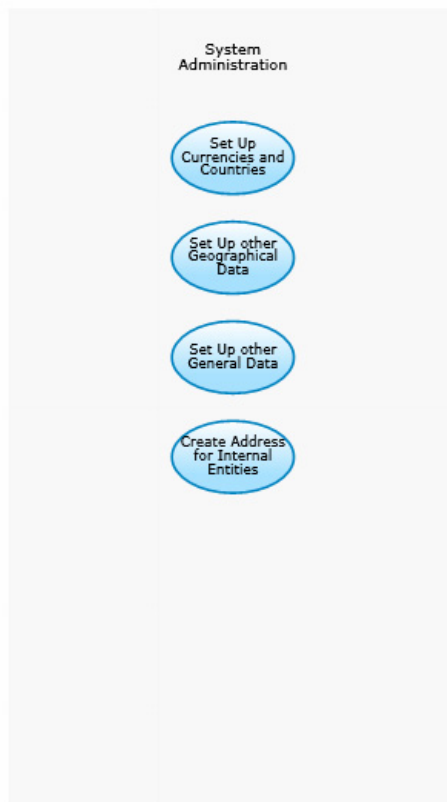 System
Administration
Set Up
Currencies and
Countries
Set Up other
Geographical
Data
Set Up other
General Data
Create Address
for Internal
Entities